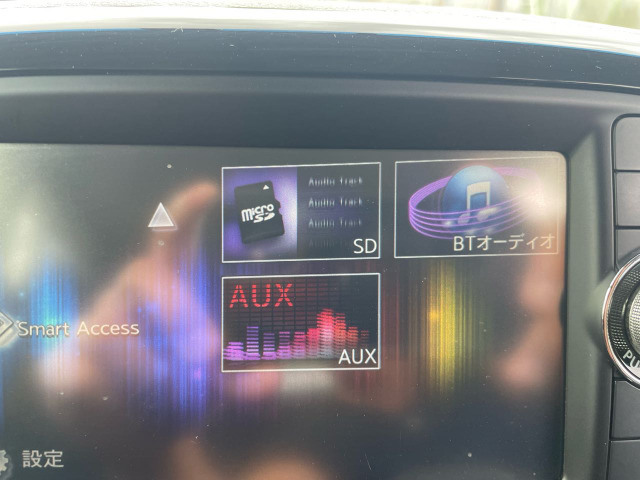 Audio Track
Audio Track
Audio Track
micro
SD
SD
BTオーディオ
AUX
AUX
Smart Access
設定
PU